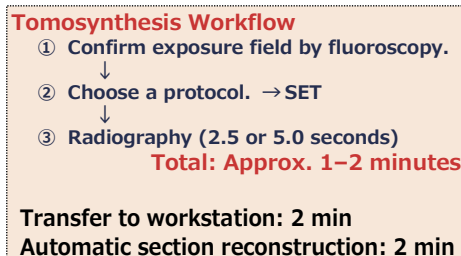 Tomosynthesis Workflow
① Confirm exposure field by fluoroscopy.
↓
② Choose a protocol. →SET
↓
③ Radiography (2.5 or 5.0 seconds)
Total: Approx. 1–2 minutes
Transfer to workstation: 2 min
Automatic section reconstruction: 2 min